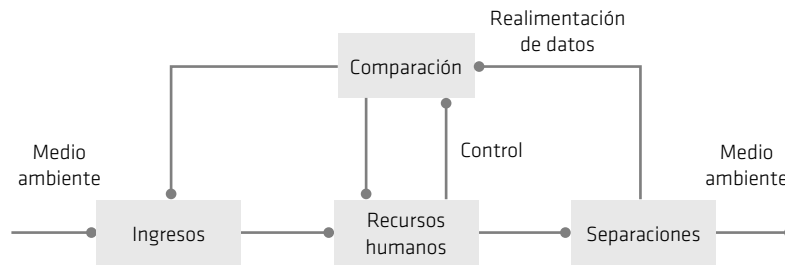 Realimentación
de datos
Comparación
Medio
ambiente
Control
Medio
ambiente
Ingresos
Recursos
humanos
Separaciones